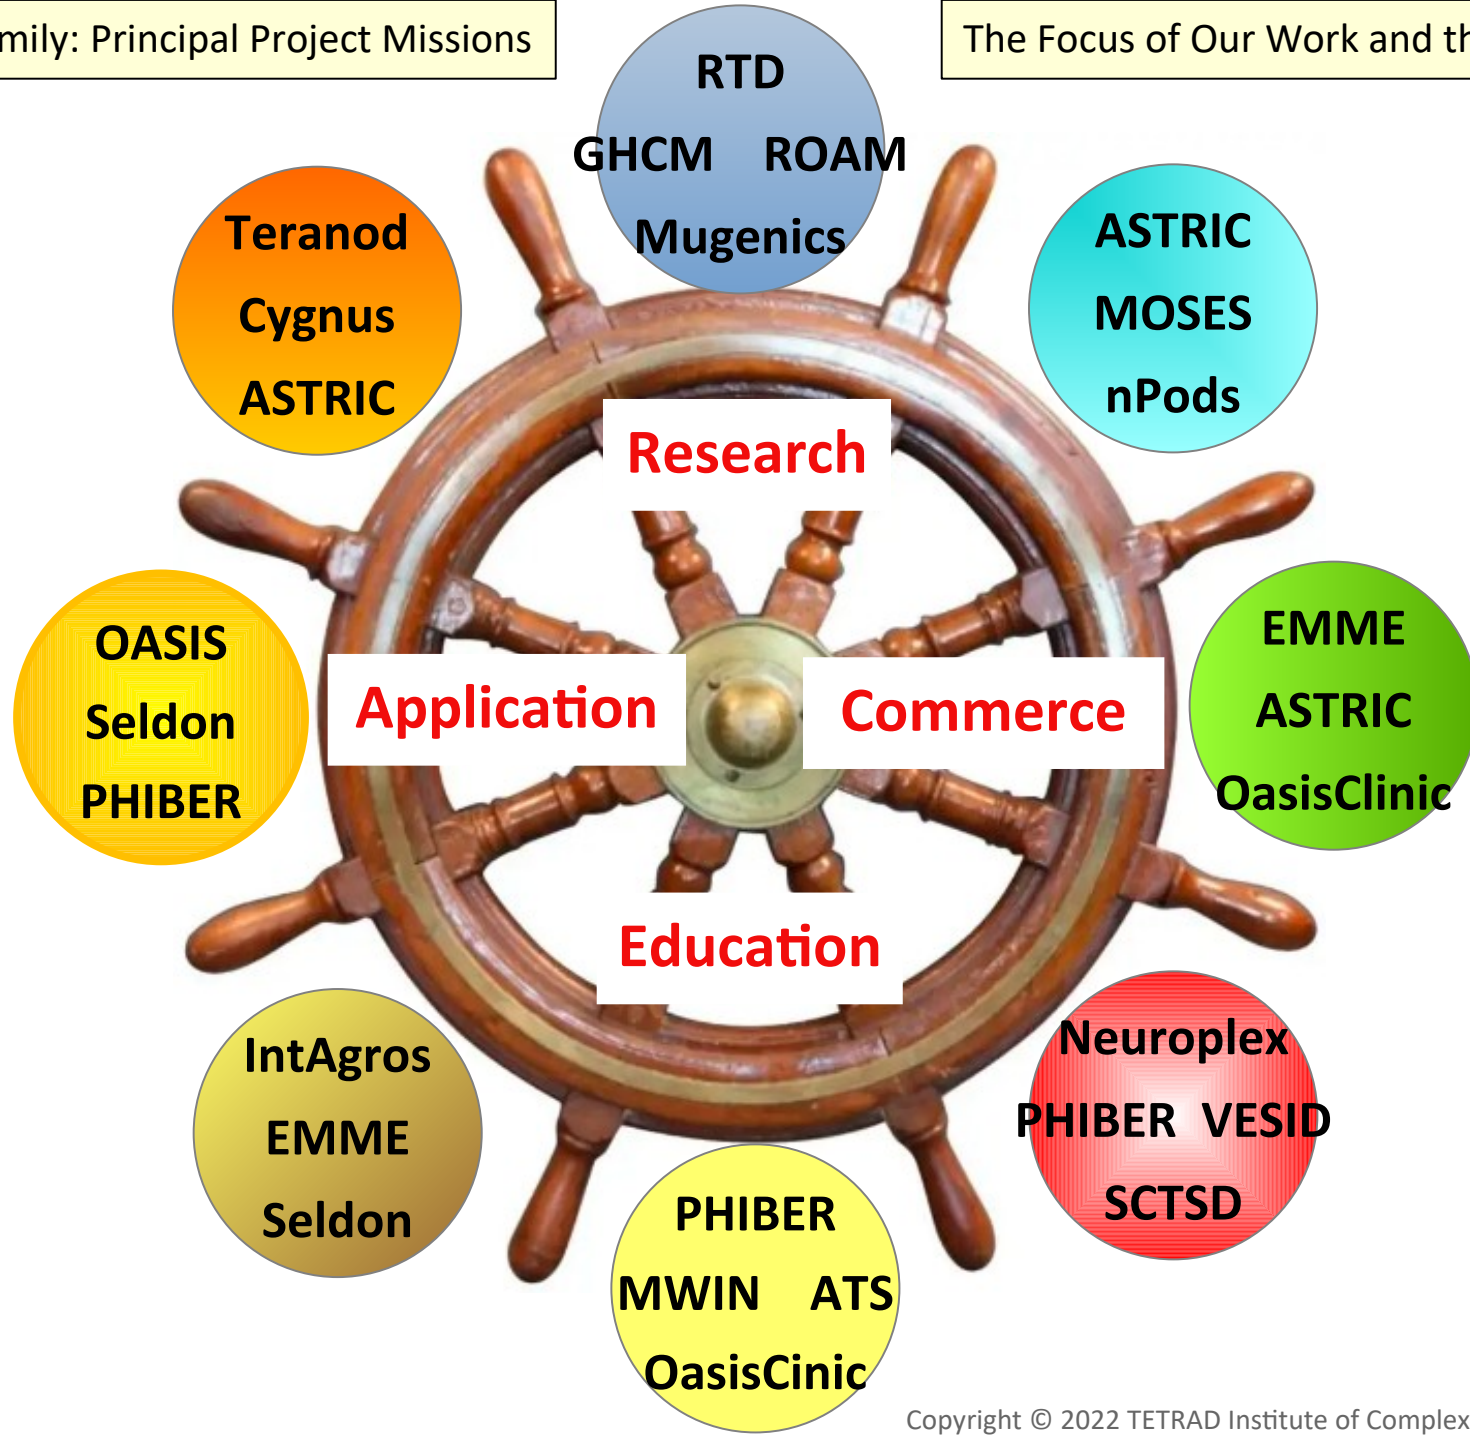 mily: Principal Project Missions
The Focus of Our Work and th
RTD
GHCM ROAM
Mugenics
Teranod
Cygnus
ASTRIC
ASTRIC
MOSES
nPods
Research
OASIS
Seldon
PHIBER
Application
Commerce
EMME
ASTRIC
OasisClinic
Education
IntAgros
EMME
Seldon
Neuroplex
PHIBER VESID
SCTSD
PHIBER
MWIN ATS
OasisCinic
Copyright © 2022 TETRAD Institute of Complex